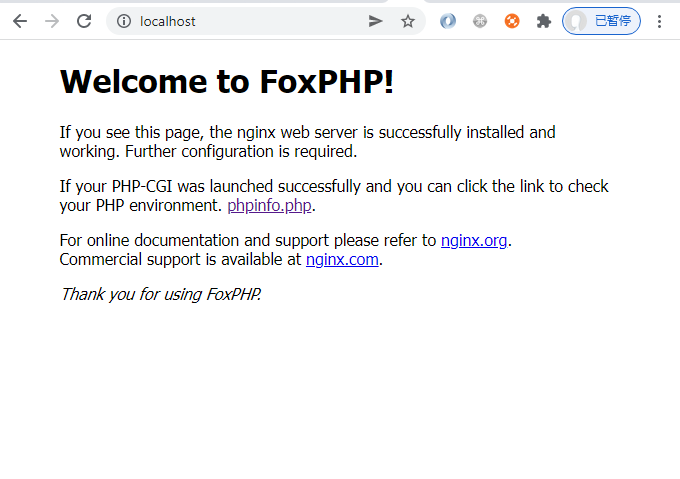 localhost
已暂停
Welcome to FoxPHP!
If you see this page, the nginx web server is successfully installed and
working. Further configuration is required.
If your PHP-CGI was launched successfully and you can click the link to check
your PHP environment. phpinfo.php.
For online documentation and support please refer to nginx.org.
Commercial support is available at nginx.com.
Thank you for using FoxPHP.